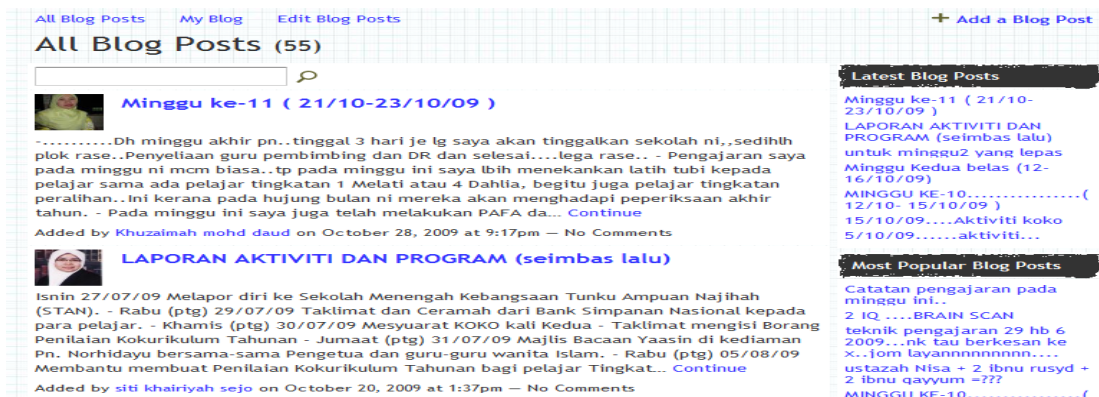 All Blog Posts My Blog Edit Blog Posts
+ Add a Blog Post
All Blog Posts (55)
Minggu ke-11 ( 21/10-23/10/09 )
-..........Dh minggu akhir pn..tinggal 3 hari je lg saya akan tinggalkan sekolah ni,,sedihlh
plok rase..Penyeliaan guru pembimbing dan DR dan selesai....lega rase.. - Pengajaran saya
pada minggu ni mcm biasa..tp pada minggu ini saya lbih menekankan latih tubi kepada
pelajar sama ada pelajar tingkatan 1 Melati atau 4 Dahlia, begitu juga pelajar tingkatan
peralihan..Ini kerana pada hujung bulan ni mereka akan menghadapi peperiksaan akhir
tahun. - Pada minggu ini saya juga telah melakukan PAFA da... Continue
Added by Khuzaimah mohd daud on October 28, 2009 at 9:17pm — No Comments
LAPORAN AKTIVITI DAN PROGRAM (seimbas lalu)
Isnin 27/07/09 Melapor diri ke Sekolah Menengah Kebangsaan Tunku Ampuan Najihah
(STAN). - Rabu (ptg) 29/07/09 Taklimat dan Ceramah dari Bank Simpanan Nasional kepada
para pelajar. - Khamis (ptg) 30/07/09 Mesyuarat KOKO kali Kedua - Taklimat mengisi Borang
Penilaian Kokurikulum Tahunan - Jumaat (ptg) 31/07/09 Majlis Bacaan Yaasin di kediaman
Pn. Norhidayu bersama-sama Pengetua dan guru-guru wanita Islam. - Rabu (ptg) 05/08/09
Membantu membuat Penilaian Kokurikulum Tahunan bagi pelajar Tingkat... Continue
Added by siti khairiyah sejo on October 20, 2009 at 1:37pm — No Comments
Latest Blog Posts
Minggu ke-11 ( 21/10-
23/10/09 )
LAPORAN AKTIVITI DAN
PROGRAM (seimbas lalu)
untuk minggu2 yang lepas
Minggu Kedua belas (12-
16/10/09)
MINGGU KE-10................(
12/10- 15/10/09 )
15/10/09....Aktiviti koko
5/10/09......aktiviti...
Most Popular Blog Posts
Catatan pengajaran pada
minggu ini..
2 IQ ....BRAIN SCAN
teknik pengajaran 29 hb 6
2009...nk tau berkesan ke
x..jom layannnnnnnnn....
ustazah Nisa + 2 ibnu rusyd +
2 ibnu qayyum =???
MINGGU KE-10................(